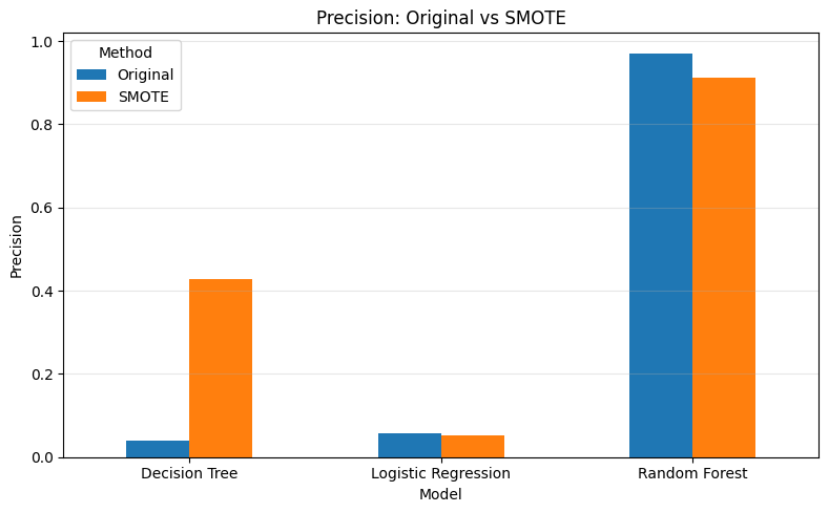 Precision: Original vs SMOTE
Method
Original
SMOTE
1.0
0.8
0.6
0.4
0.2
0.0
Precision
Decision Tree
Logistic Regression
Random Forest
Model